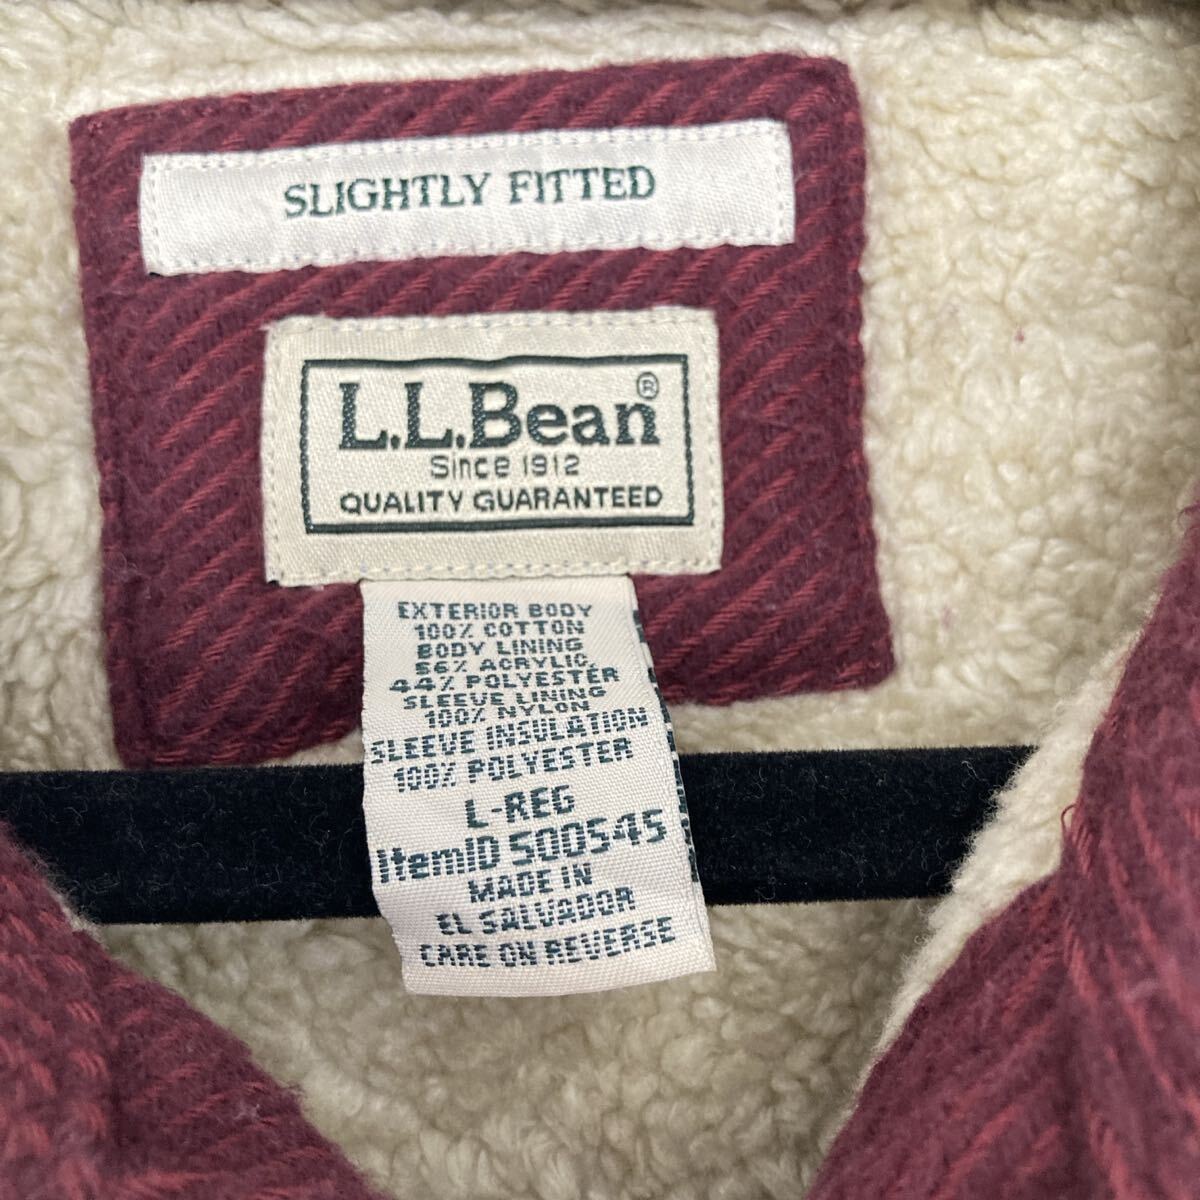 SLIGHTLY FITTED
L.L.Bean®
Since 1912
QUALITY GUARANTEED
EXTERIOR BODY
100% COTTON
BODY LINING
56% ACRYLIC,
44% POLYESTER
SLEEVE LINING
100% NYLON
SLEEVE INSULATION
100% POLYESTER
L-REG
ItemID 500545
MADE IN
EL SALVADOR
CARE ON REVERSE